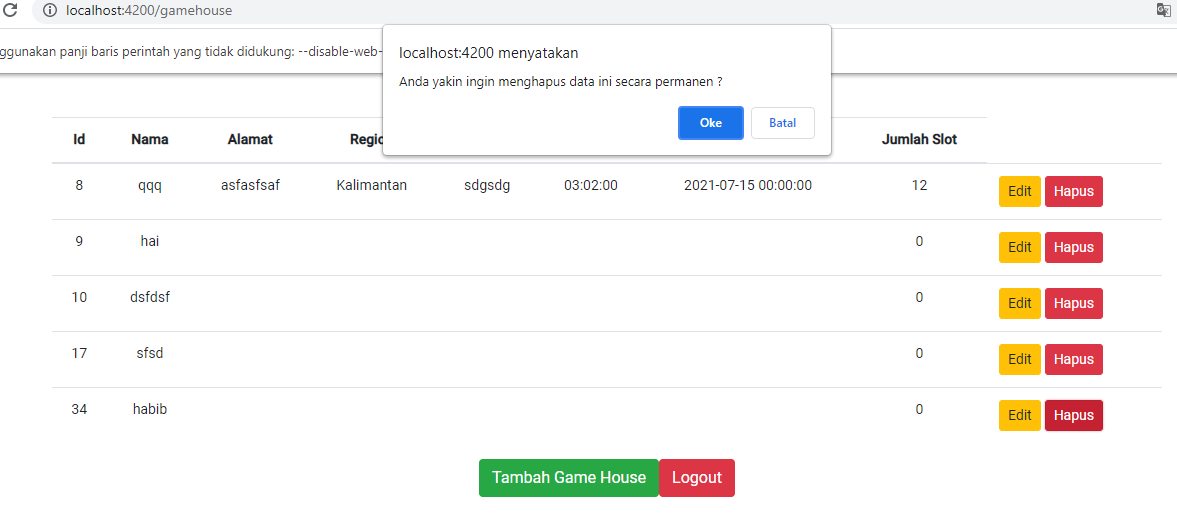 localhost:4200/gamehouse
ggunakan panji baris perintah yang tidak didukung: --disable-web-
localhost:4200 menyatakan
Anda yakin ingin menghapus data ini secara permanen ?
Oke Batal
Id Nama Alamat Regio Jumlah Slot
8 qqq asfasfsaf Kalimantan sdgsdg 03:02:00 2021-07-15 00:00:00 12 Edit Hapus
9 hai 0 Edit Hapus
10 dsfdsf 0 Edit Hapus
17 sfsd 0 Edit Hapus
34 habib 0 Edit Hapus
Tambah Game House Logout